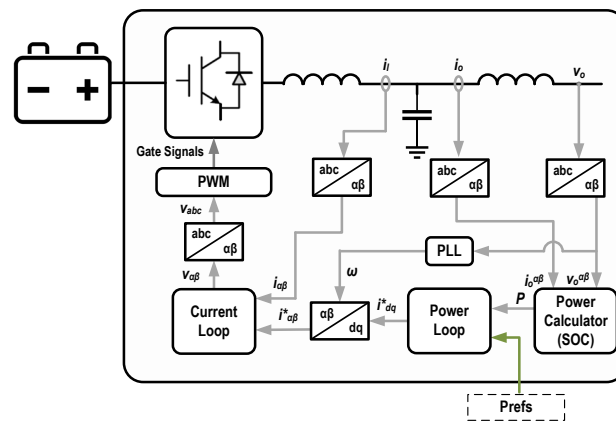 i_l
i_o
v_o
Gate Signals
PWM
abc
αβ
abc
αβ
abc
αβ
v_abc
abc
αβ
v_αβ
PLL
ω
i_αβ
i_o^αβ
v_o^αβ
Current
Loop
i*_αβ
αβ
dq
i*_dq
Power
Loop
P
Power
Calculator
(SOC)
Prefs